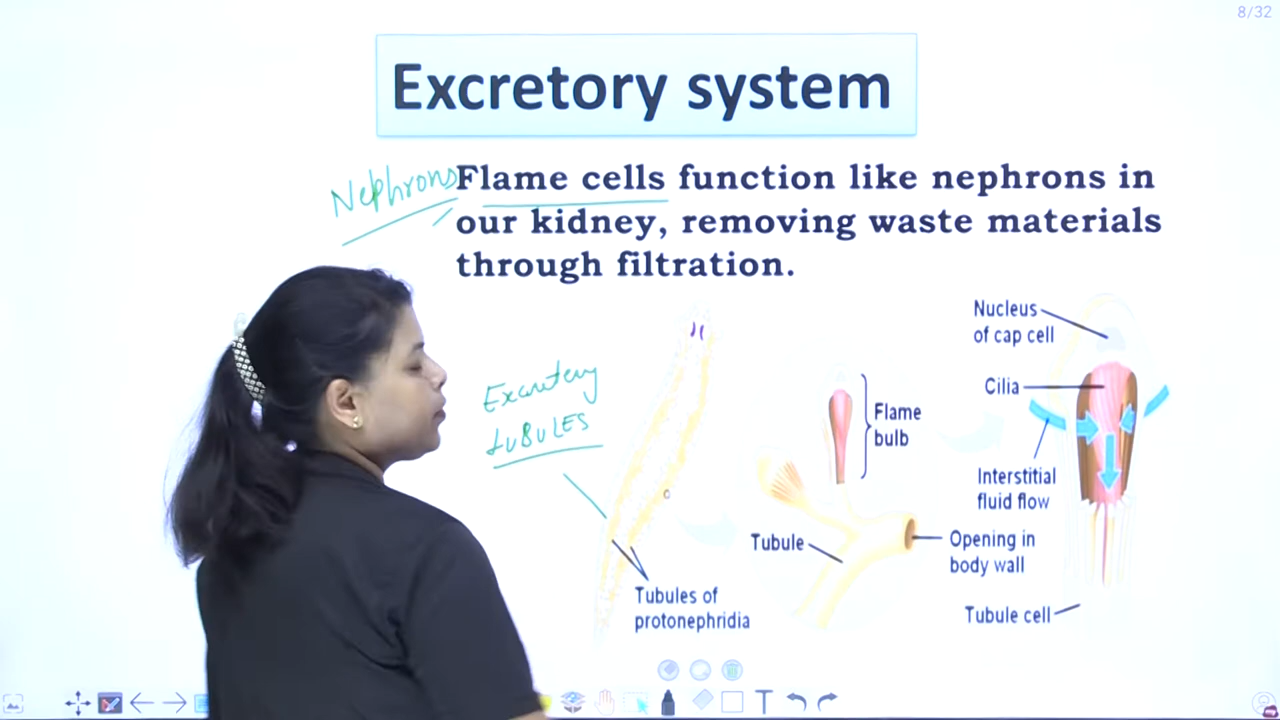 8/32
Excretory system
Nephrons
Flame cells function like nephrons in
our kidney, removing waste materials
through filtration.
Excretory
tUBULES
Tubules of
protonephridia
Flame
bulb
Tubule
Opening in
body wall
Nucleus
of cap cell
Cilia
Interstitial
fluid flow
Tubule cell
T